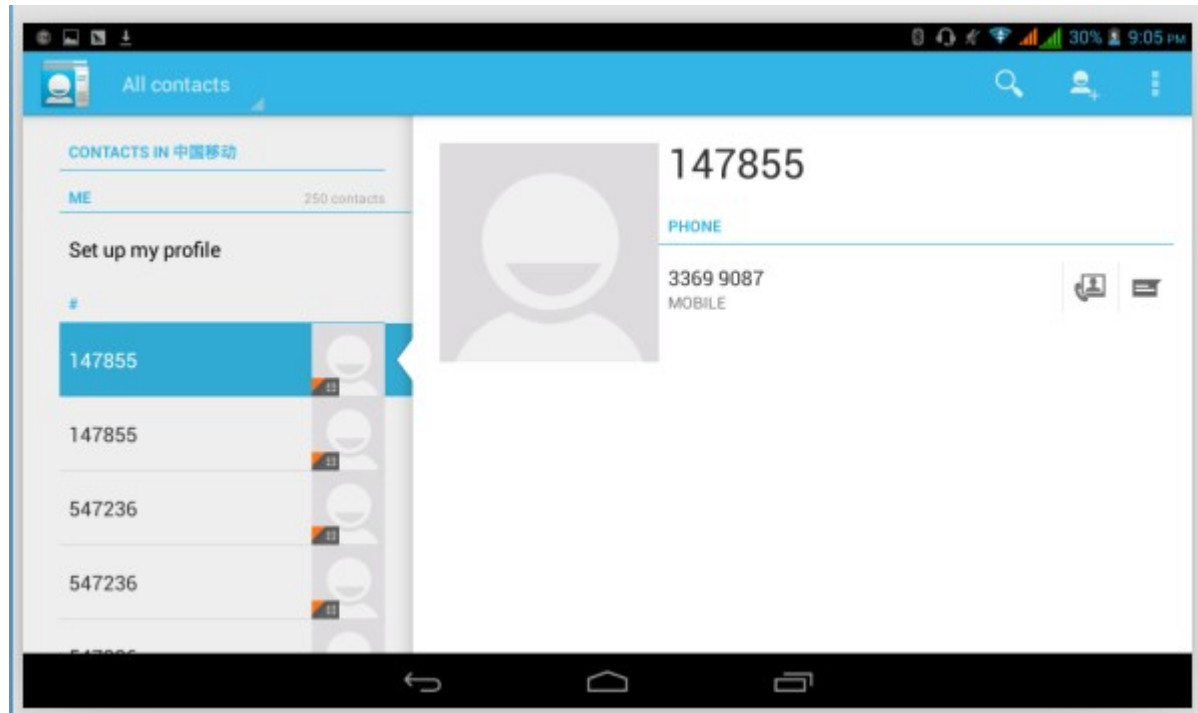 30% 9:05 PM
All contacts
CONTACTS IN 中国移动
ME 250 contacts
Set up my profile
#
147855
147855
547236
547236
147855
PHONE
3369 9087
MOBILE